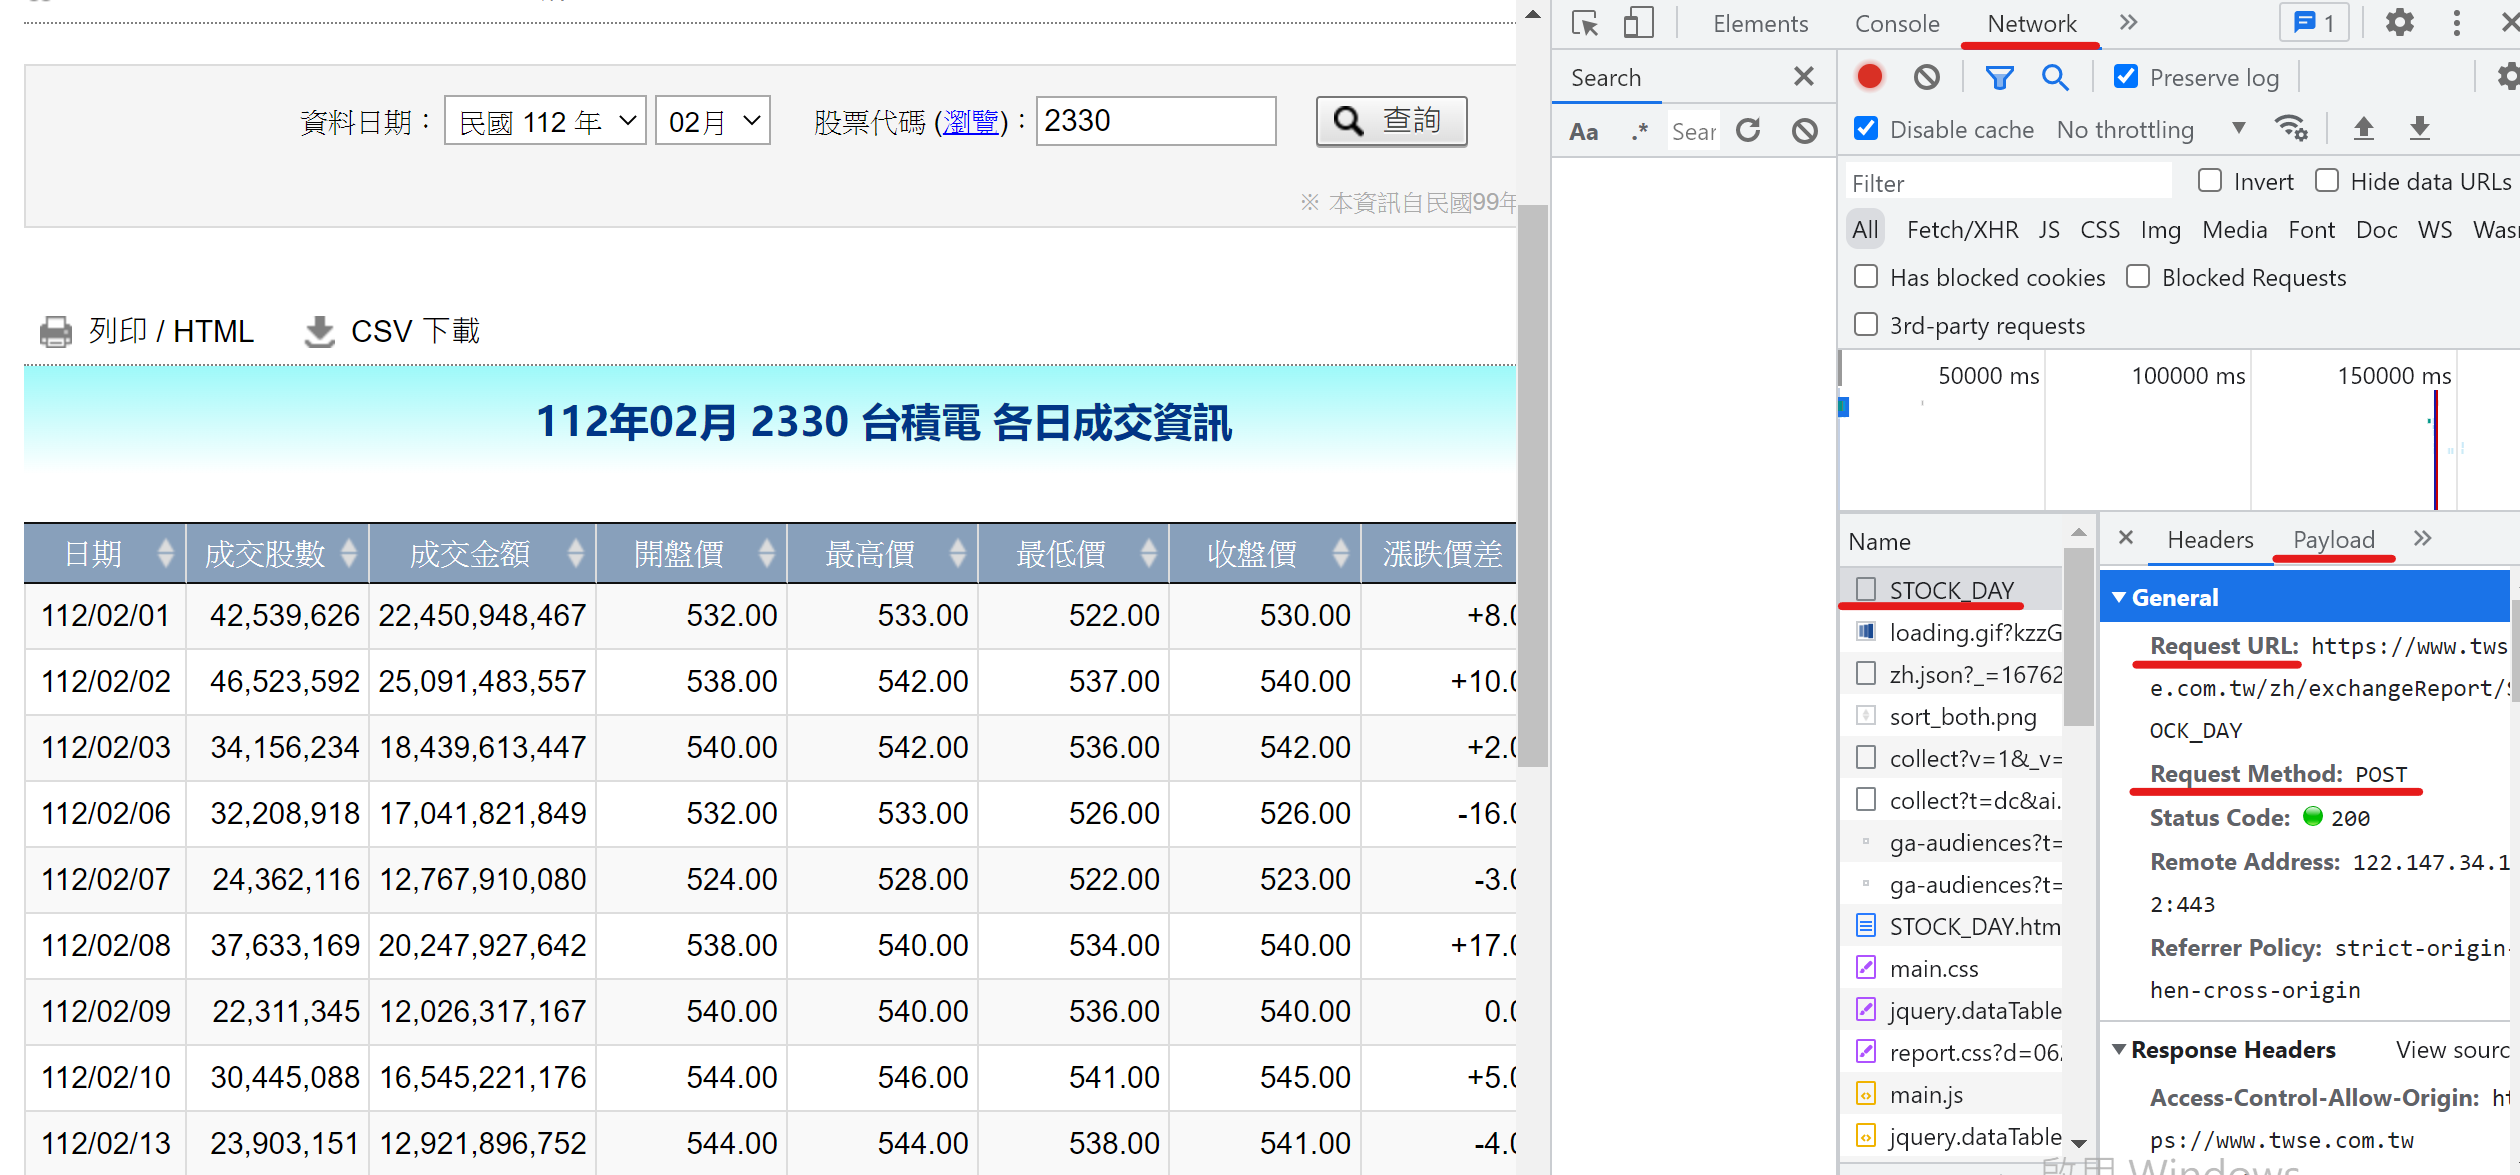 資料日期：
民國 112 年
02月
股票代碼 (瀏覽)：
2330
查詢
※ 本資訊自民國99年
列印 / HTML
CSV 下載
112年02月 2330 台積電 各日成交資訊
日期 成交股數 成交金額 開盤價 最高價 最低價 收盤價 漲跌價差
112/02/01 42,539,626 22,450,948,467 532.00 533.00 522.00 530.00 +8.0
112/02/02 46,523,592 25,091,483,557 538.00 542.00 537.00 540.00 +10.0
112/02/03 34,156,234 18,439,613,447 540.00 542.00 536.00 542.00 +2.0
112/02/06 32,208,918 17,041,821,849 532.00 533.00 526.00 526.00 -16.0
112/02/07 24,362,116 12,767,910,080 524.00 528.00 522.00 523.00 -3.0
112/02/08 37,633,169 20,247,927,642 538.00 540.00 534.00 540.00 +17.0
112/02/09 22,311,345 12,026,317,167 540.00 540.00 536.00 540.00 0.0
112/02/10 30,445,088 16,545,221,176 544.00 546.00 541.00 545.00 +5.0
112/02/13 23,903,151 12,921,896,752 544.00 544.00 538.00 541.00 -4.0
Elements Console Network
1
Search
Aa .* Sear
Preserve log
Disable cache No throttling
Filter
Invert Hide data URLs
All Fetch/XHR JS CSS Img Media Font Doc WS Was
Has blocked cookies Blocked Requests
3rd-party requests
50000 ms 100000 ms 150000 ms
Name
STOCK_DAY
loading.gif?kzzG
zh.json?_=16762
sort_both.png
collect?v=1&_v=
collect?t=dc&ai.
ga-audiences?t=
ga-audiences?t=
STOCK_DAY.htm
main.css
jquery.dataTable
report.css?d=06
main.js
jquery.dataTable
Headers Payload
General
Request URL: https://www.tws
e.com.tw/zh/exchangeReport/
OCK_DAY
Request Method: POST
Status Code: 200
Remote Address: 122.147.34.1
2:443
Referrer Policy: strict-origin-
hen-cross-origin
Response Headers View sourc
Access-Control-Allow-Origin: ht
ps://www.twse.com.tw
啟用 Windows